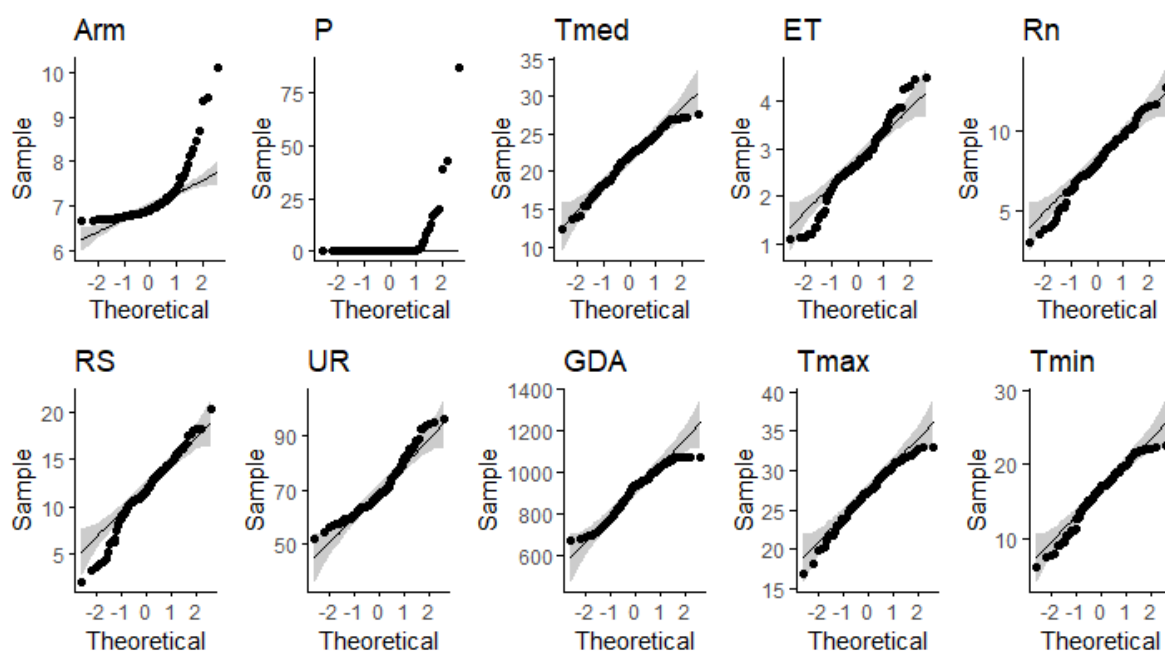 Arm P Tmed ET Rn
Sample 10 9 8 7 6 -2 -1 0 1 2 Theoretical
Sample 75 50 25 0 -2 -1 0 1 2 Theoretical
Sample 35 30 25 20 15 10 -2 -1 0 1 2 Theoretical
Sample 4 3 2 1 -2 -1 0 1 2 Theoretical
Sample 10 5 -2 -1 0 1 2 Theoretical
RS UR GDA Tmax Tmin
Sample 20 15 10 5 -2 -1 0 1 2 Theoretical
Sample 90 70 50 -2 -1 0 1 2 Theoretical
Sample 1400 1200 1000 800 600 -2 -1 0 1 2 Theoretical
Sample 40 35 30 25 20 15 -2 -1 0 1 2 Theoretical
Sample 30 20 10 -2 -1 0 1 2 Theoretical